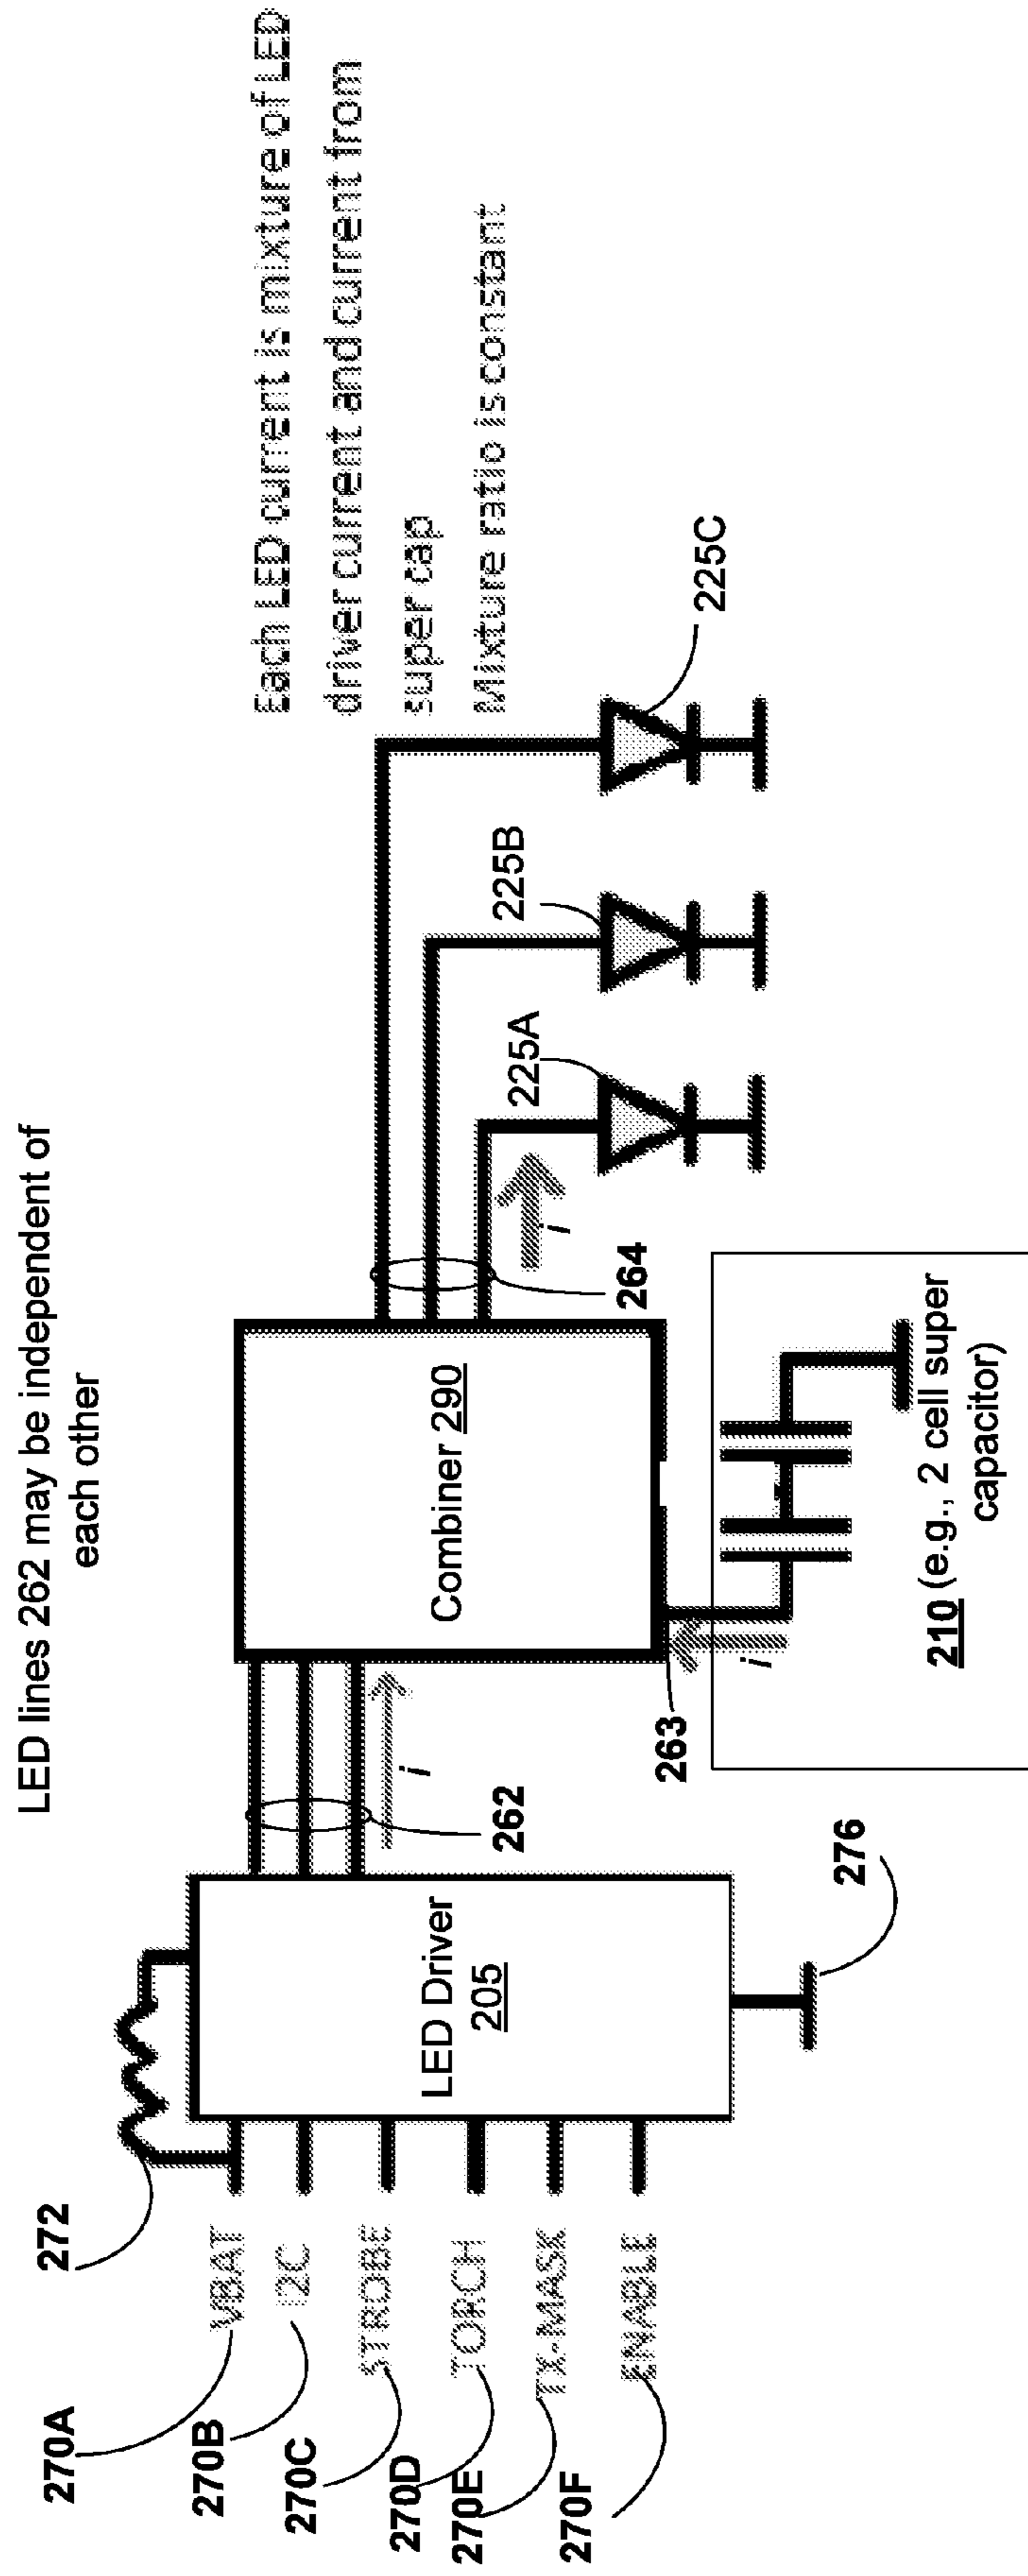 LED lines 262 may be independent of
each other
Each LED current is mixture of LED
driver current and current from
super cap
Mixture ratio is constant
272
270A
VBAT
270B
I2C
270C
STROBE
270D
TORCH
270E
TX-MASK
270F
ENABLE
LED Driver
205
276
262
i
Combiner 290
263
i
210 (e.g., 2 cell super
capacitor)
264
i
225A
225B
225C